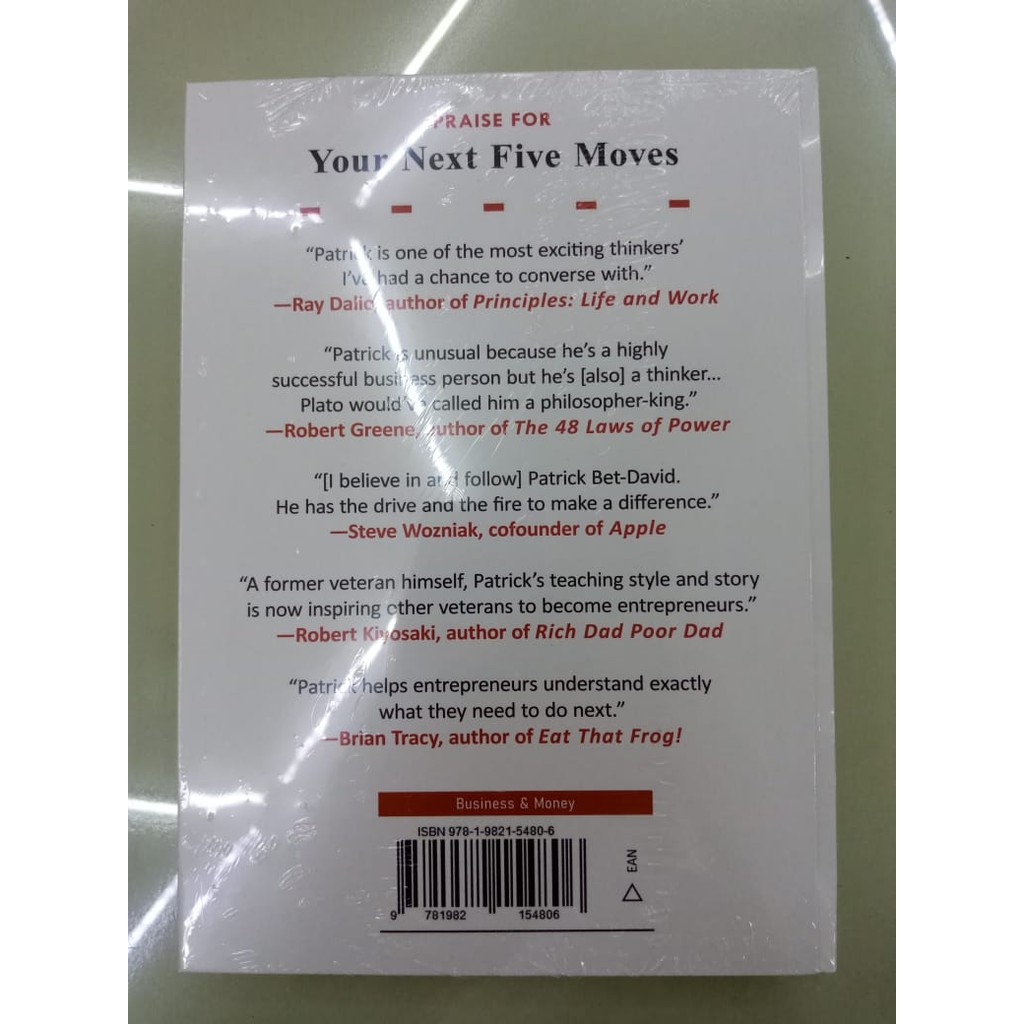 PRAISE FOR
Your Next Five Moves
“Patrick is one of the most exciting thinkers’
I’ve had a chance to converse with.”
—Ray Dalio, author of Principles: Life and Work
“Patrick is unusual because he’s a highly
successful business person but he’s [also] a thinker...
Plato would’ve called him a philosopher-king.”
—Robert Greene, author of The 48 Laws of Power
“[I believe in and follow] Patrick Bet-David.
He has the drive and the fire to make a difference.”
—Steve Wozniak, cofounder of Apple
“A former veteran himself, Patrick’s teaching style and story
is now inspiring other veterans to become entrepreneurs.”
—Robert Kiyosaki, author of Rich Dad Poor Dad
“Patrick helps entrepreneurs understand exactly
what they need to do next.”
—Brian Tracy, author of Eat That Frog!
Business & Money
ISBN 978-1-9821-5480-6
9 781982 154806
EAN